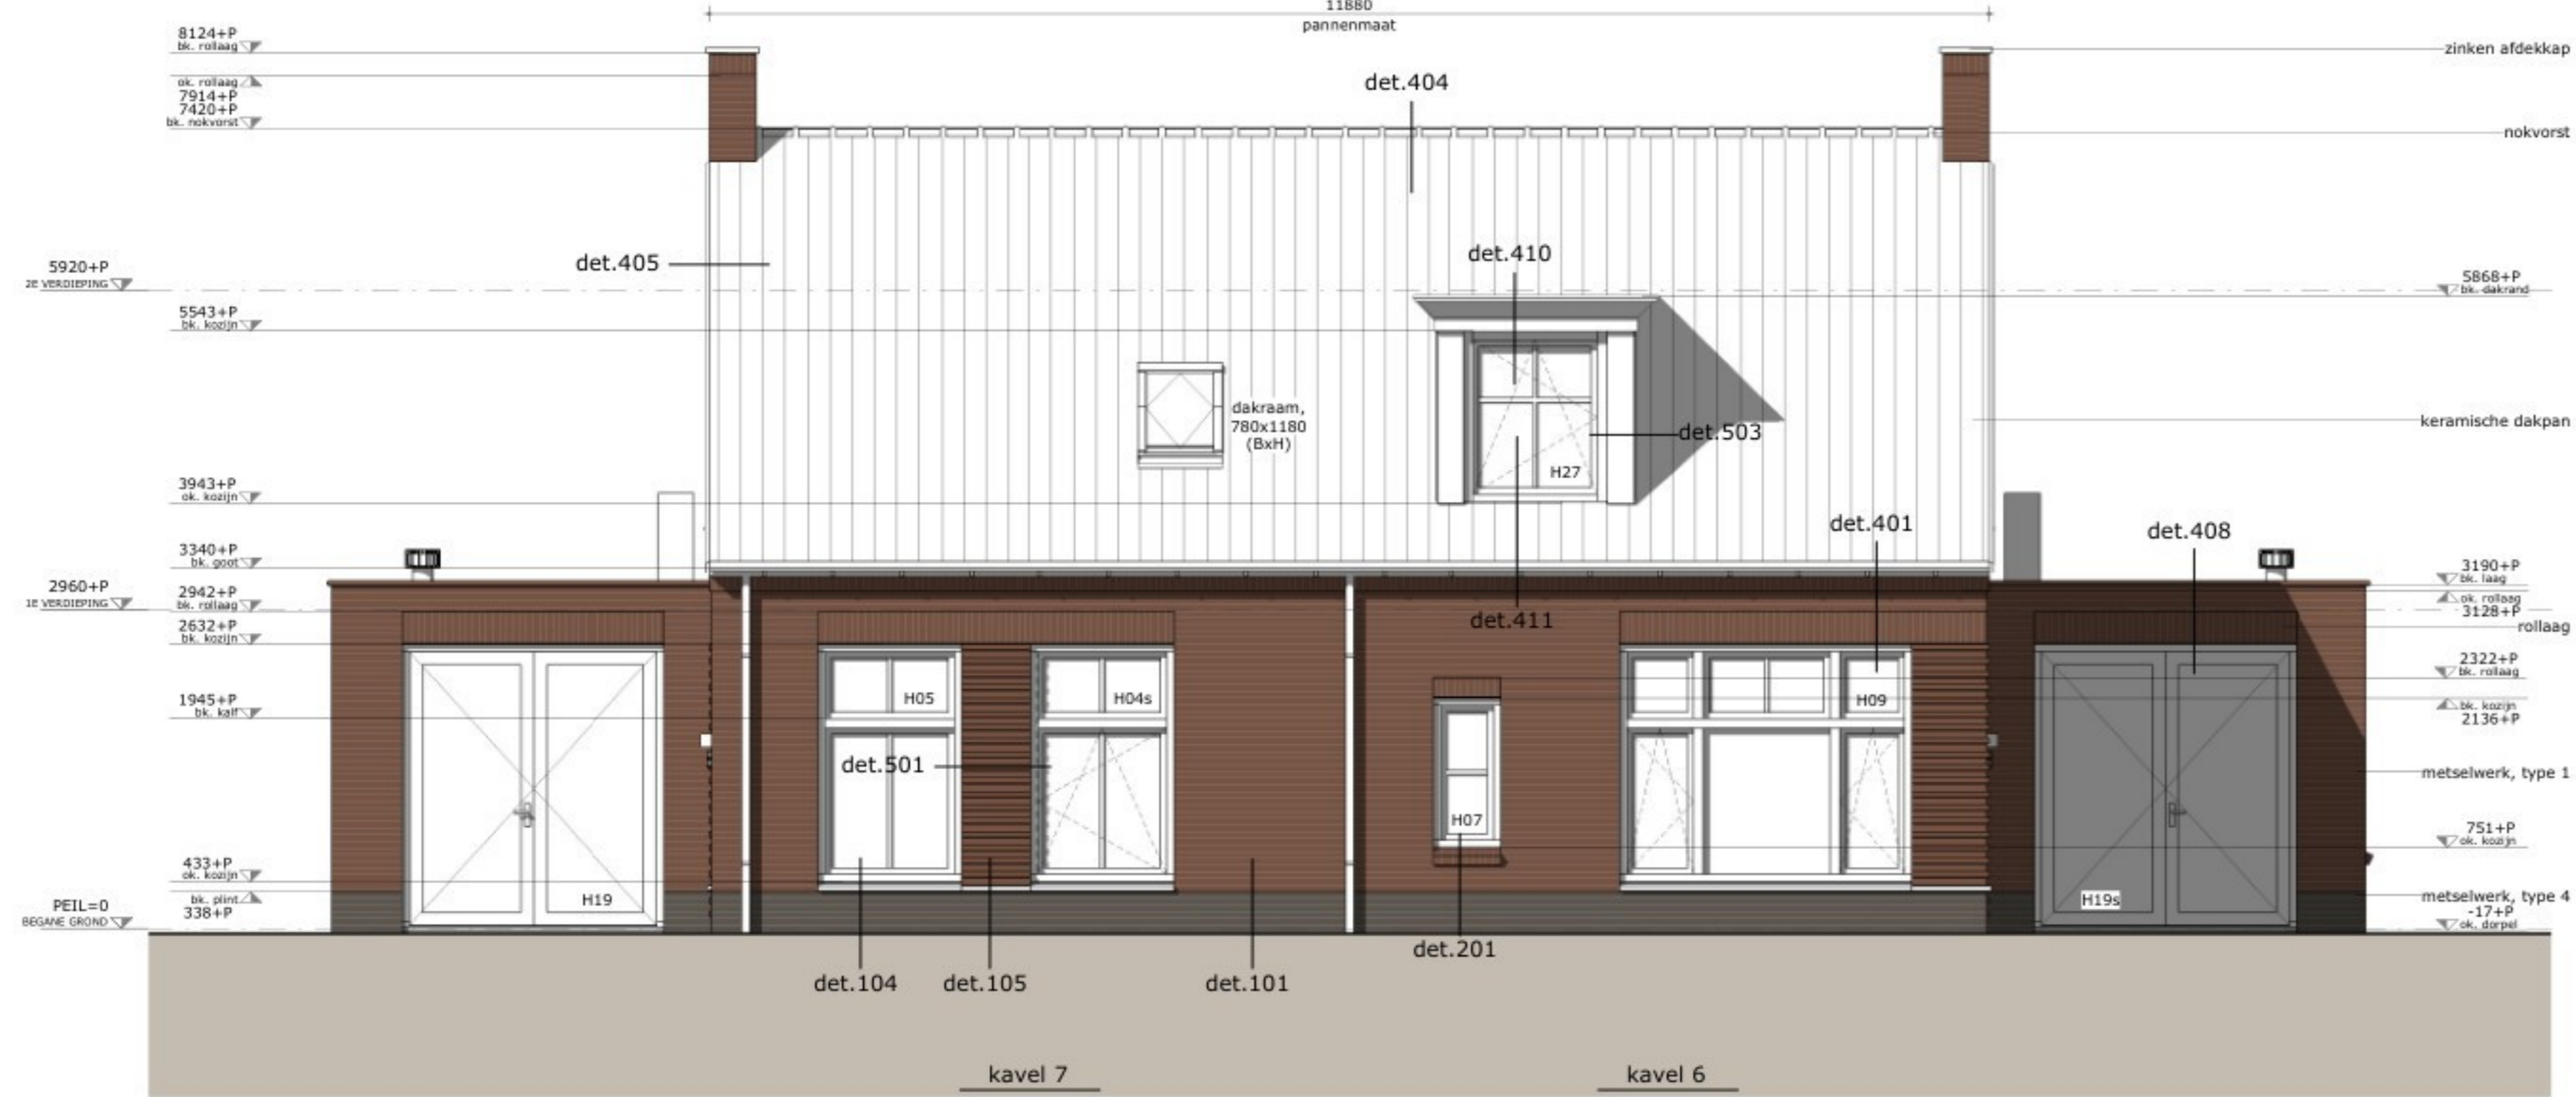 11880
pannenmaat
8124+P
bk. rollaag
ok. rollaag
7914+P
7420+P
bk. nokvorst
5920+P
2E VERDIEPING
5543+P
bk. kozijn
3943+P
ok. kozijn
3340+P
bk. goot
2960+P
1E VERDIEPING
2942+P
bk. rollaag
2632+P
bk. kozijn
1945+P
bk. kalf
433+P
ok. kozijn
bk. plint
338+P
PEIL=0
BEGANE GROND
det.404
det.405
det.410
dakraam,
780x1180
(BxH)
det.503
H27
det.401
det.408
det.411
H05
H04s
H09
det.501
H07
H19
H19s
det.201
det.104
det.105
det.101
kavel 7
kavel 6
zinken afdekkap
nokvorst
5868+P
bk. dakrand
keramische dakpan
3190+P
bk. laag
ok. rollaag
3128+P
rollaag
2322+P
bk. rollaag
bk. kozijn
2136+P
metselwerk, type 1
751+P
ok. kozijn
metselwerk, type 4
-17+P
ok. dorpel